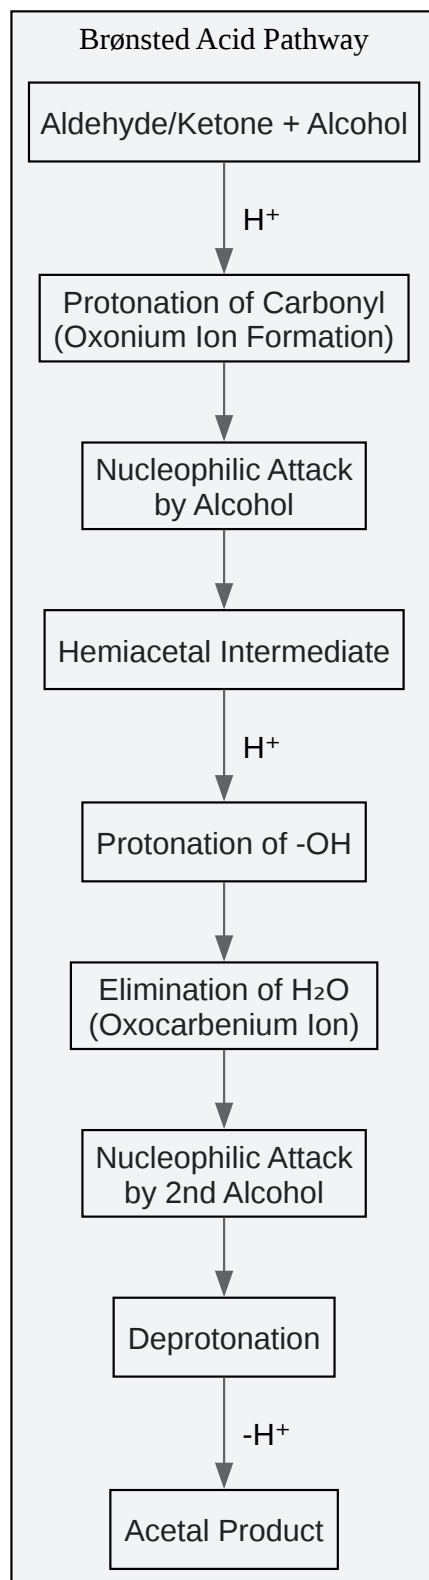 Brønsted Acid Pathway
Aldehyde/Ketone + Alcohol
H⁺
Protonation of Carbonyl
(Oxonium Ion Formation)
Nucleophilic Attack
by Alcohol
Hemiacetal Intermediate
H⁺
Protonation of -OH
Elimination of H₂O
(Oxocarbenium Ion)
Nucleophilic Attack
by 2nd Alcohol
Deprotonation
-H⁺
Acetal Product